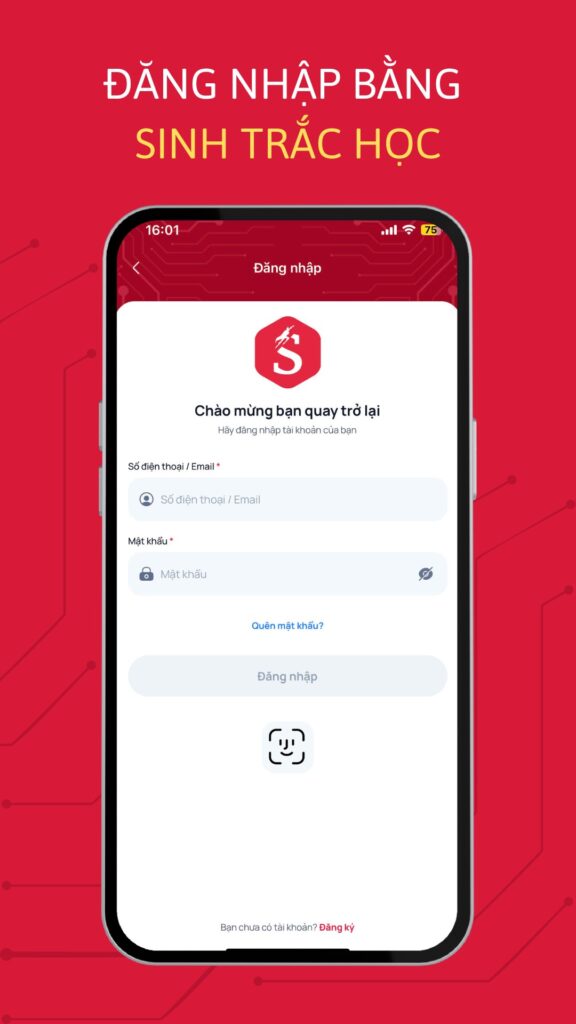 ĐĂNG NHẬP BẰNG
SINH TRẮC HỌC
16:01
75
Đăng nhập
S
Chào mừng bạn quay trở lại
Hãy đăng nhập tài khoản của bạn
Số điện thoại / Email *
Số điện thoại / Email
Mật khẩu *
Mật khẩu
Quên mật khẩu?
Đăng nhập
Bạn chưa có tài khoản? Đăng ký